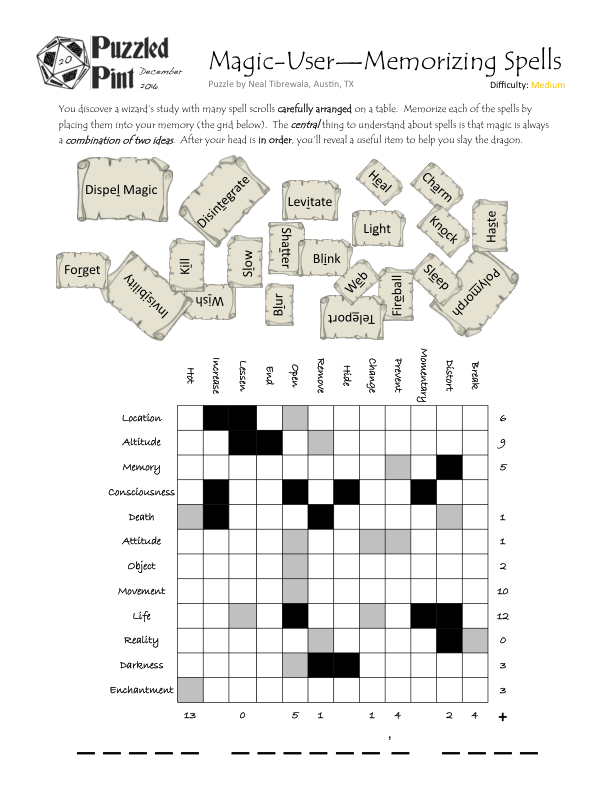 20
Puzzled
Pint
December
2016
Magic-User—Memorizing Spells
Puzzle by Neal Tibrewala, Austin, TX
Difficulty: Medium
You discover a wizard's study with many spell scrolls carefully arranged on a table. Memorize each of the spells by
placing them into your memory (the grid below). The central thing to understand about spells is that magic is always
a combination of two ideas. After your head is in order, you'll reveal a useful item to help you slay the dragon.
Dispel Magic
Disintegrate
Levitate
Heal
Charm
Light
Knock
Haste
Shatter
Forget
Invisibility
Kill
Wish
Slow
Blur
Blink
Web
Teleport
Fireball
Sleep
Polymorph
Hot Increase Lessen End Open Remove Hide Change Prevent Momentary Distort Break
Location 6
Altitude 9
Memory 5
Consciousness
Death 1
Attitude 1
Object 2
Movement 10
Life 12
Reality 0
Darkness 3
Enchantment 3
13 0 5 1 1 4 2 4 +
_ _ _ _ _ _ _ _ _ _ _ ' _ _ _ _ _